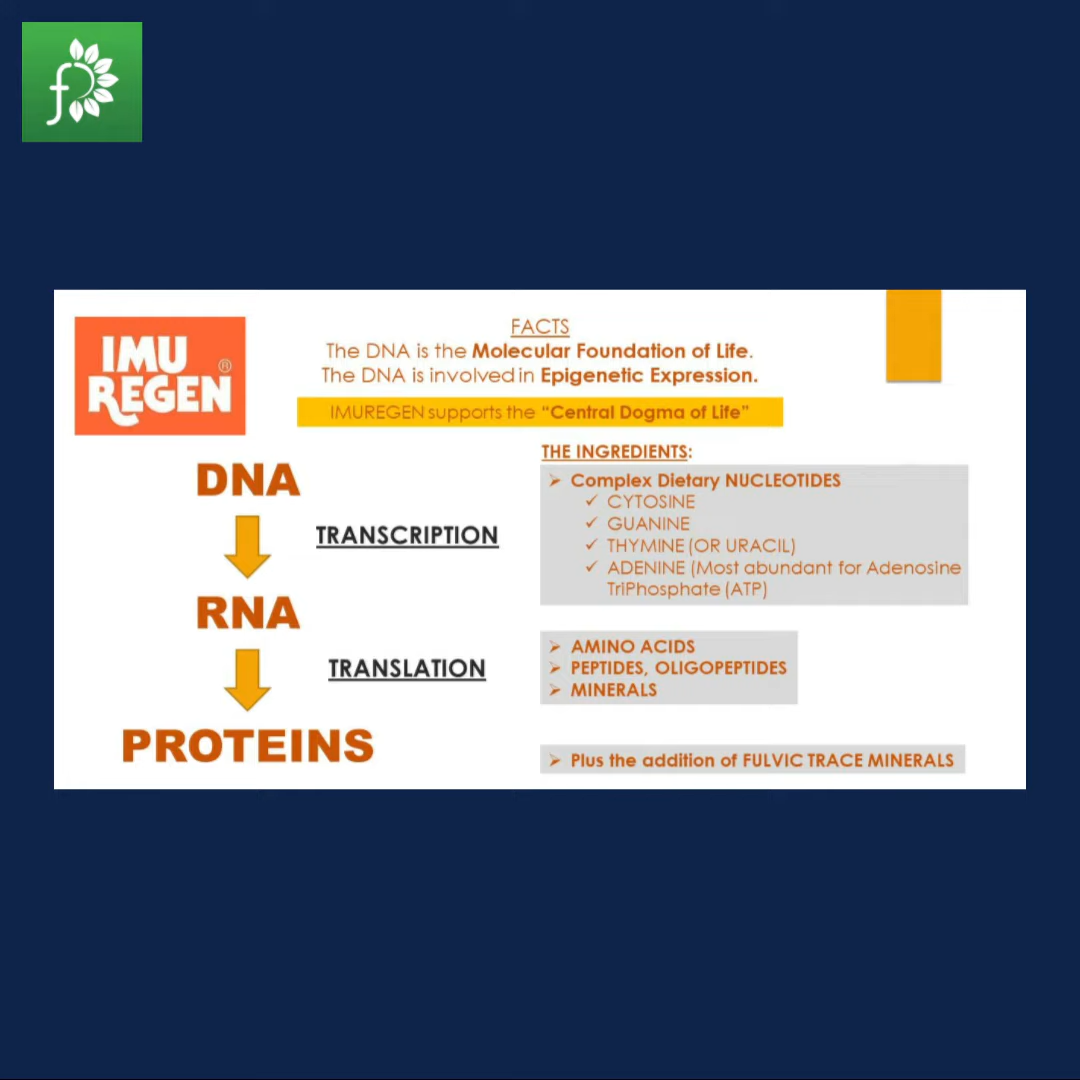 IMU
REGEN®
FACTS
The DNA is the Molecular Foundation of Life.
The DNA is involved in Epigenetic Expression.
IMUREGEN supports the “Central Dogma of Life”
DNA
TRANSCRIPTION
RNA
TRANSLATION
PROTEINS
THE INGREDIENTS:
➢ Complex Dietary NUCLEOTIDES
✓ CYTOSINE
✓ GUANINE
✓ THYMINE (OR URACIL)
✓ ADENINE (Most abundant for Adenosine
TriPhosphate (ATP)
➢ AMINO ACIDS
➢ PEPTIDES, OLIGOPEPTIDES
➢ MINERALS
➢ Plus the addition of FULVIC TRACE MINERALS